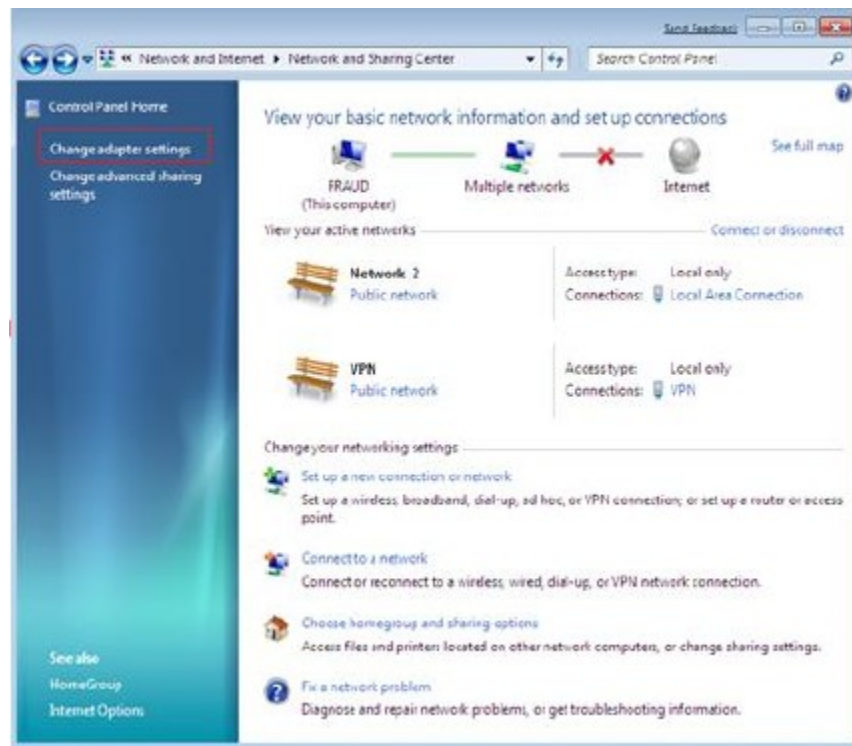 Send Feedback
« Network and Internet ▸ Network and Sharing Center
Search Control Panel
Control Panel Home
Change adapter settings
Change advanced sharing
settings
View your basic network information and set up connections
See full map
FRAUD
(This computer)
Multiple networks
Internet
View your active networks
Connect or disconnect
Network 2
Public network
Access type: Local only
Connections: Local Area Connection
VPN
Public network
Access type: Local only
Connections: VPN
Change your networking settings
Set up a new connection or network
Set up a wireless, broadband, dial-up, ad hoc, or VPN connection; or set up a router or access
point.
Connect to a network
Connect or reconnect to a wireless, wired, dial-up, or VPN network connection.
Choose homegroup and sharing options
Access files and printers located on other network computers, or change sharing settings.
Fix a network problem
Diagnose and repair network problems, or get troubleshooting information.
See also
HomeGroup
Internet Options